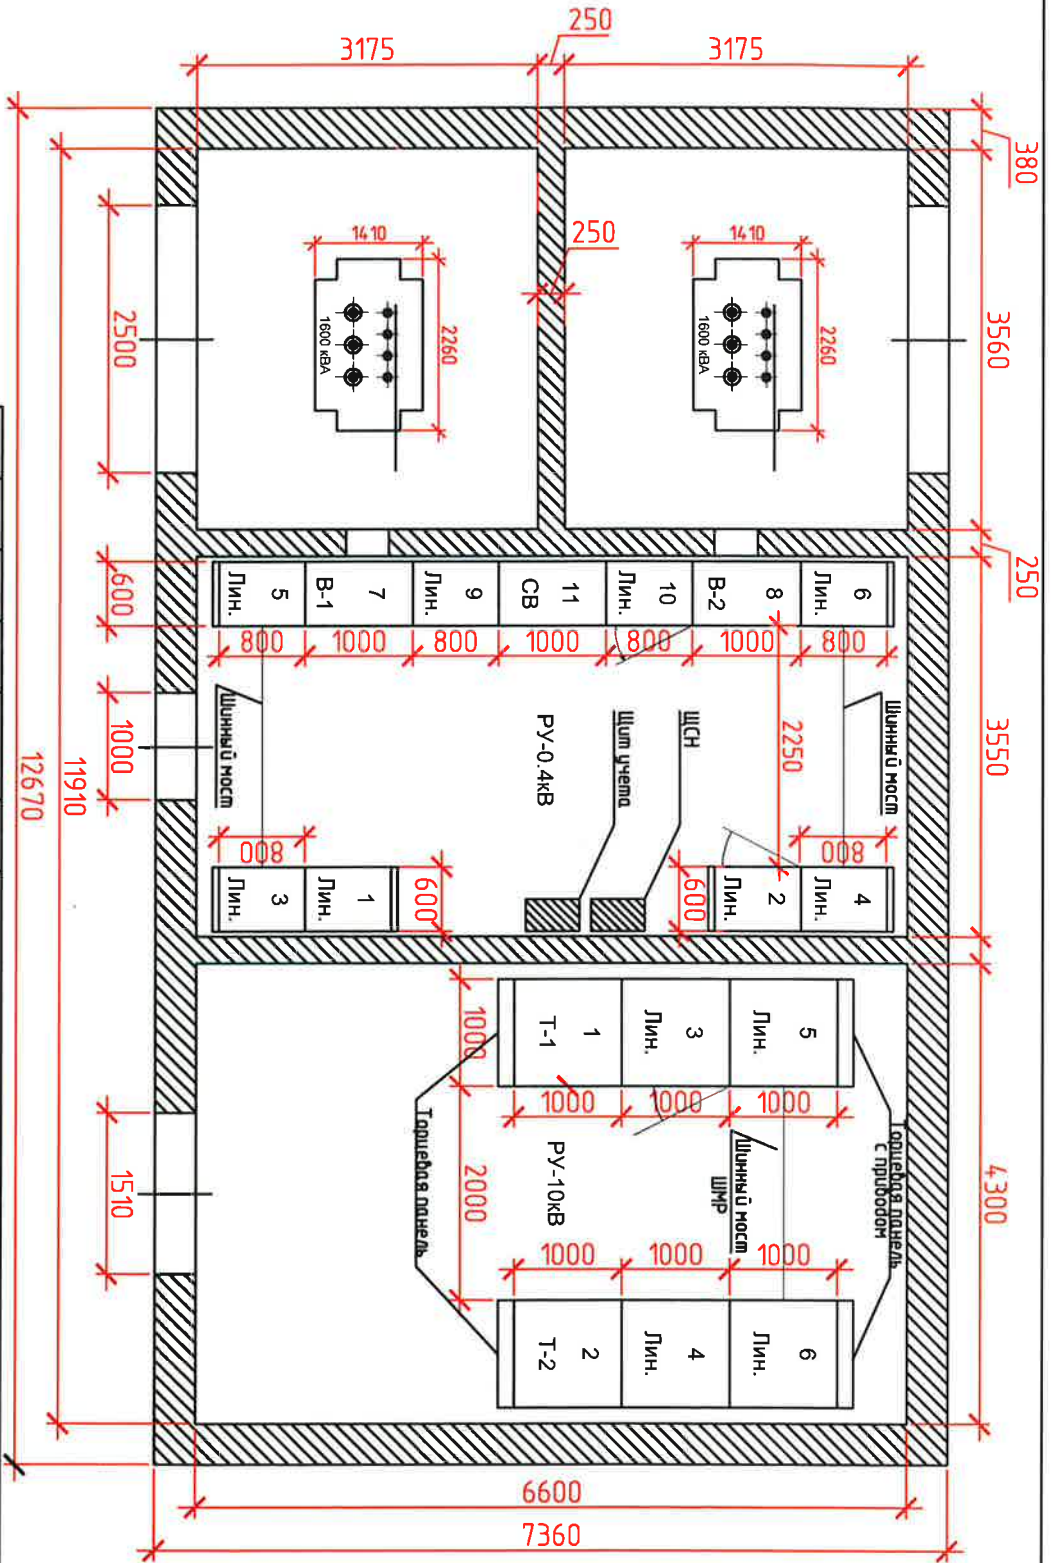 250
3175
3175
380
3560
250
3550
4300
1410
2260
1600 кВА
250
1410
2260
1600 кВА
2500
600
1000
11910
12670
1510
6
Лин.
8
В-2
10
Лин.
11
СВ
9
Лин.
7
В-1
5
Лин.
800
1000
800
1000
800
1000
800
2250
Шинный мост
Шинный мост
РУ-0.4кВ
ЩСН
Щит учета
800
600
4
Лин.
2
Лин.
800
600
1
Лин.
3
Лин.
5
Лин.
3
Лин.
1
Т-1
1000
1000
1000
1000
2000
Торцевая панель
Торцевая панель
с приводом
РУ-10кВ
Шинный мост
ШМР
1000
1000
1000
6
Лин.
4
Лин.
2
Т-2
6600
7360